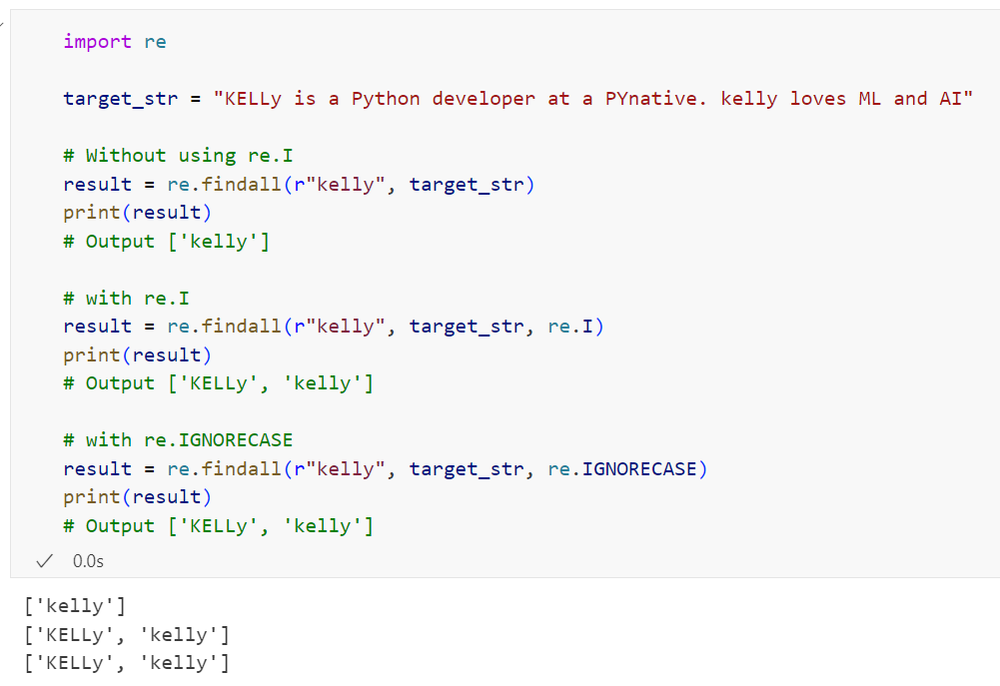 import re
target_str = "KELLy is a Python developer at a PYnative. kelly loves ML and AI"
# Without using re.I
result = re.findall(r"kelly", target_str)
print(result)
# Output ['kelly']
# with re.I
result = re.findall(r"kelly", target_str, re.I)
print(result)
# Output ['KELLy', 'kelly']
# with re.IGNORECASE
result = re.findall(r"kelly", target_str, re.IGNORECASE)
print(result)
# Output ['KELLy', 'kelly']
0.0s
['kelly']
['KELLy', 'kelly']
['KELLy', 'kelly']